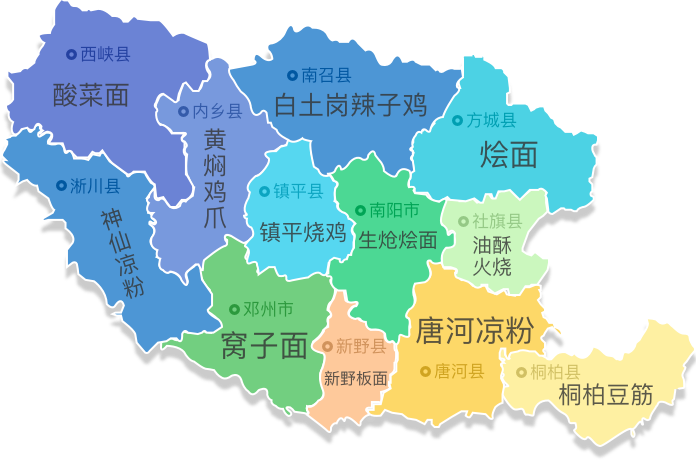 西峡县
酸菜面
南召县
白土岗辣子鸡
内乡县
黄焖鸡爪
方城县
烩面
淅川县
神仙凉粉
镇平县
镇平烧鸡
南阳市
生炝烩面
社旗县
油酥
火烧
邓州市
窝子面
新野县
新野板面
唐河凉粉
唐河县
桐柏县
桐柏豆筋